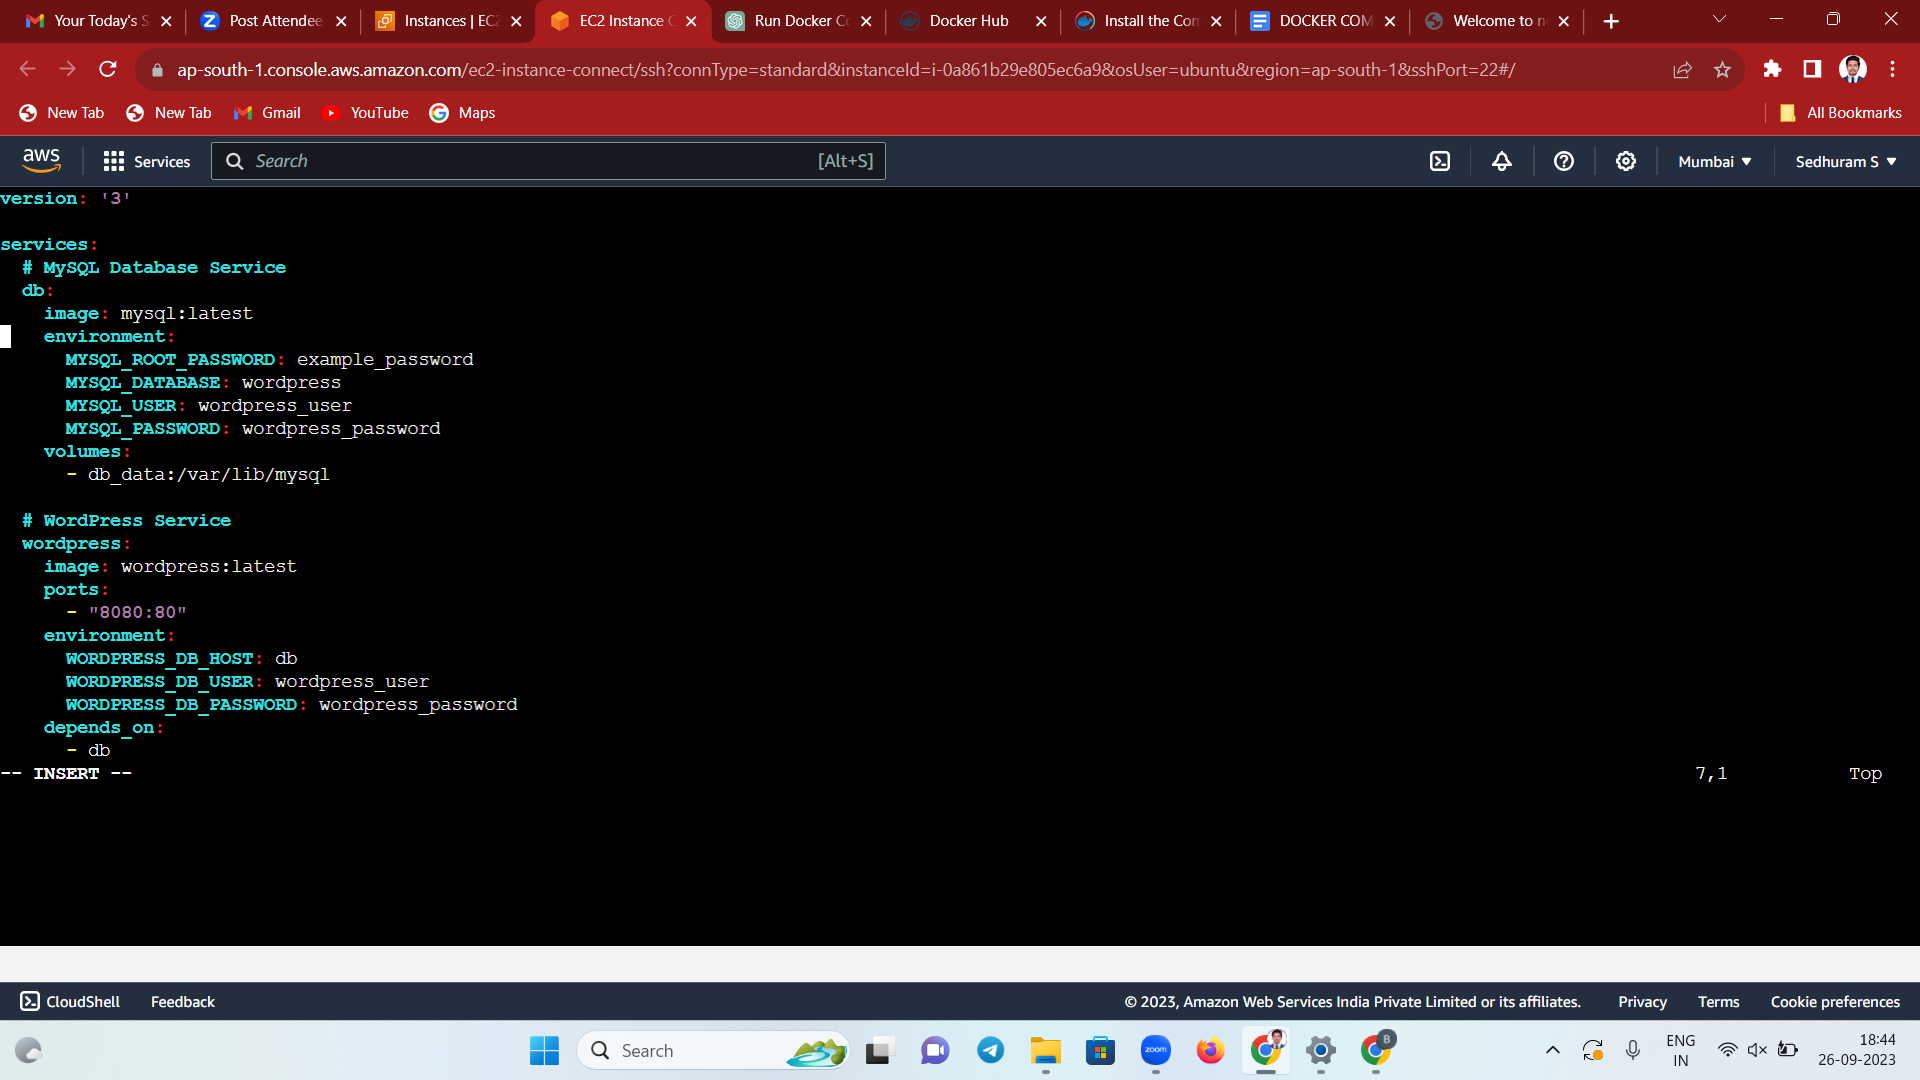 Your Today's S
Post Attendee
Instances | EC2
EC2 Instance C
Run Docker Co
Docker Hub
Install the Com
DOCKER COM
Welcome to n
ap-south-1.console.aws.amazon.com/ec2-instance-connect/ssh?connType=standard&instanceId=i-0a861b29e805ec6a9&osUser=ubuntu&region=ap-south-1&sshPort=22#/
New Tab
New Tab
Gmail
YouTube
Maps
All Bookmarks
aws
Services
Search
[Alt+S]
Mumbai
Sedhuram S
version: '3'
services:
# MySQL Database Service
db:
image: mysql:latest
environment:
MYSQL_ROOT_PASSWORD: example_password
MYSQL_DATABASE: wordpress
MYSQL_USER: wordpress_user
MYSQL_PASSWORD: wordpress_password
volumes:
- db_data:/var/lib/mysql
# WordPress Service
wordpress:
image: wordpress:latest
ports:
- "8080:80"
environment:
WORDPRESS_DB_HOST: db
WORDPRESS_DB_USER: wordpress_user
WORDPRESS_DB_PASSWORD: wordpress_password
depends_on:
- db
-- INSERT --
7,1
Top
CloudShell
Feedback
© 2023, Amazon Web Services India Private Limited or its affiliates.
Privacy
Terms
Cookie preferences
Search
zoom
B
ENG
IN
18:44
26-09-2023